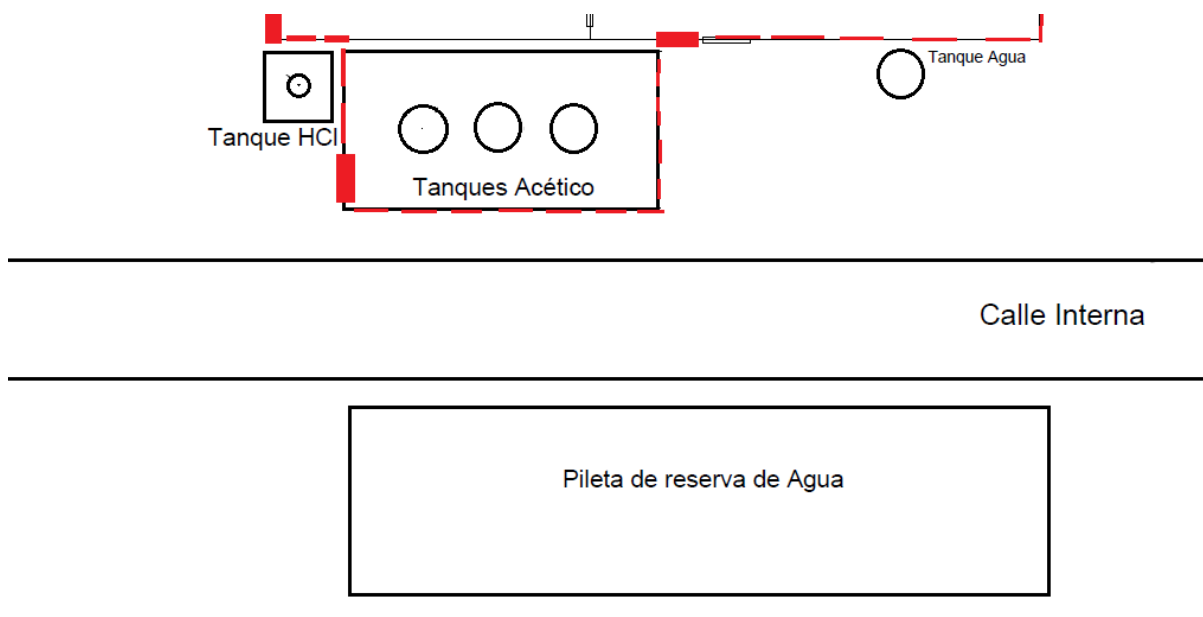 Tanque Agua
Tanque HCl
Tanques Acético
Calle Interna
Pileta de reserva de Agua